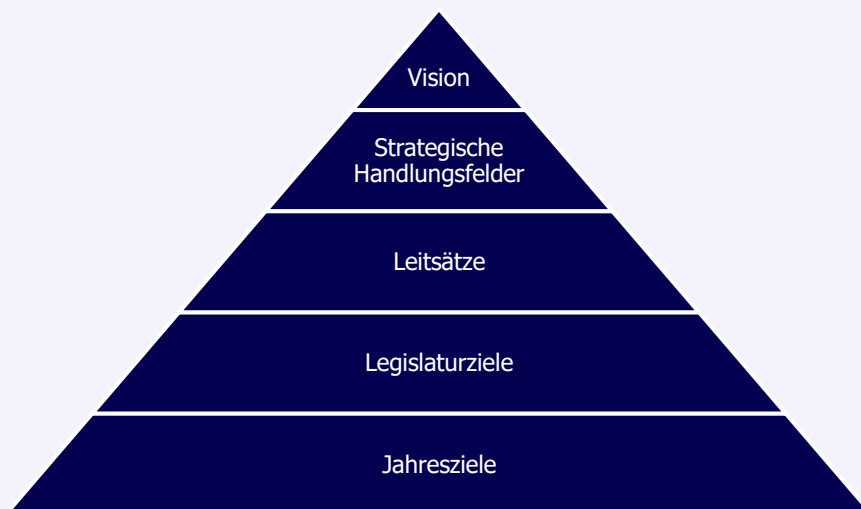 Vision
Strategische
Handlungsfelder
Leitsätze
Legislaturziele
Jahresziele